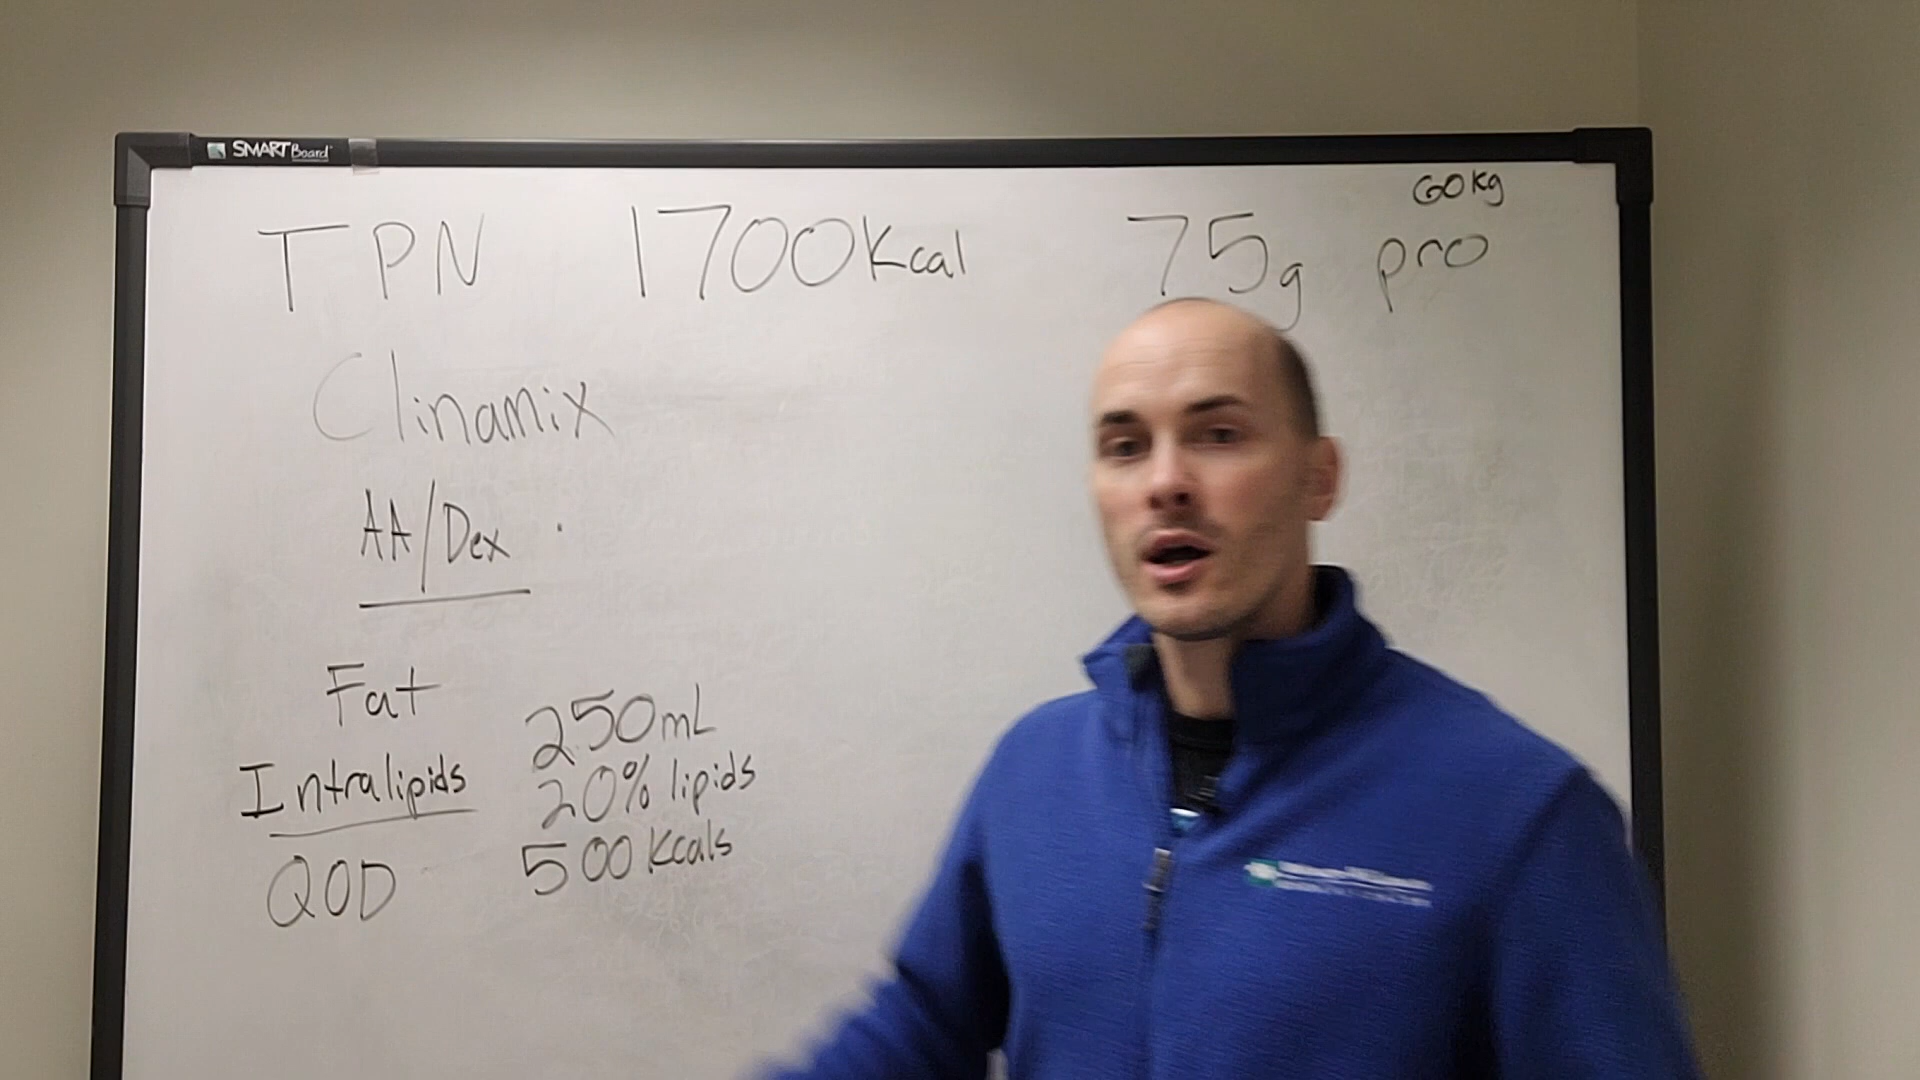 SMART Board
60Kg
TPN 1700Kcal 75g pro
Clinamix
AA/Dex
Fat
Intralipids
QOD
250mL
20% lipids
500 Kcals